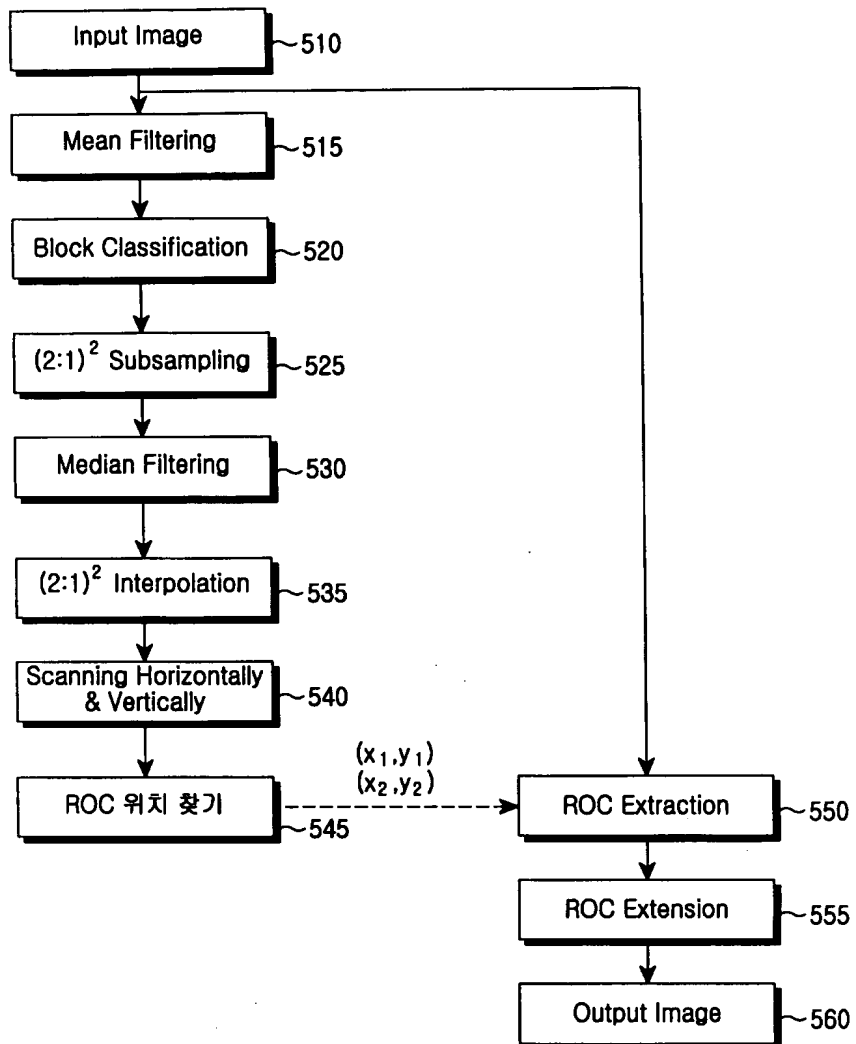 Input Image
510
Mean Filtering
515
Block Classification
520
(2:1)² Subsampling
525
Median Filtering
530
(2:1)² Interpolation
535
Scanning Horizontally
& Vertically
540
ROC 위치 찾기
545
(x₁,y₁)
(x₂,y₂)
ROC Extraction
550
ROC Extension
555
Output Image
560